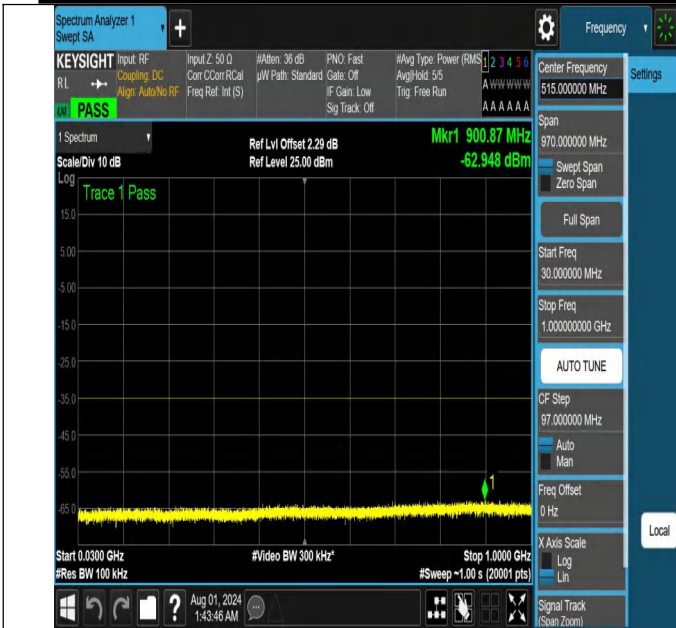 Spectrum Analyzer 1
Swept SA
+
Frequency
KEYSIGHT
Input: RF
Coupling: DC
Align: Auto/No RF
Input Z: 50 Ω
Corr CCorr RCal
Freq Ref: Int (S)
#Atten: 36 dB
µW Path: Standard
PNO: Fast
Gate: Off
IF Gain: Low
Sig Track: Off
#Avg Type: Power (RMS
Avg|Hold: 5/5
Trig: Free Run
1 2 3 4 5 6
A W W W W W
A A A A A A
R L
PASS
1 Spectrum
Scale/Div 10 dB
Ref Lvl Offset 2.29 dB
Ref Level 25.00 dBm
Mkr1 900.87 MHz
-62.948 dBm
Log
Trace 1 Pass
15.0
5.00
-5.00
-15.0
-25.0
-35.0
-45.0
-55.0
-65.0
1
Start 0.0300 GHz
#Res BW 100 kHz
#Video BW 300 kHz*
Stop 1.0000 GHz
#Sweep ~1.00 s (20001 pts)
?
Aug 01, 2024
1:43:46 AM
Center Frequency
515.000000 MHz
Settings
Span
970.000000 MHz
Swept Span
Zero Span
Full Span
Start Freq
30.000000 MHz
Stop Freq
1.000000000 GHz
AUTO TUNE
CF Step
97.000000 MHz
Auto
Man
Freq Offset
0 Hz
X Axis Scale
Log
Lin
Local
Signal Track
(Span Zoom)